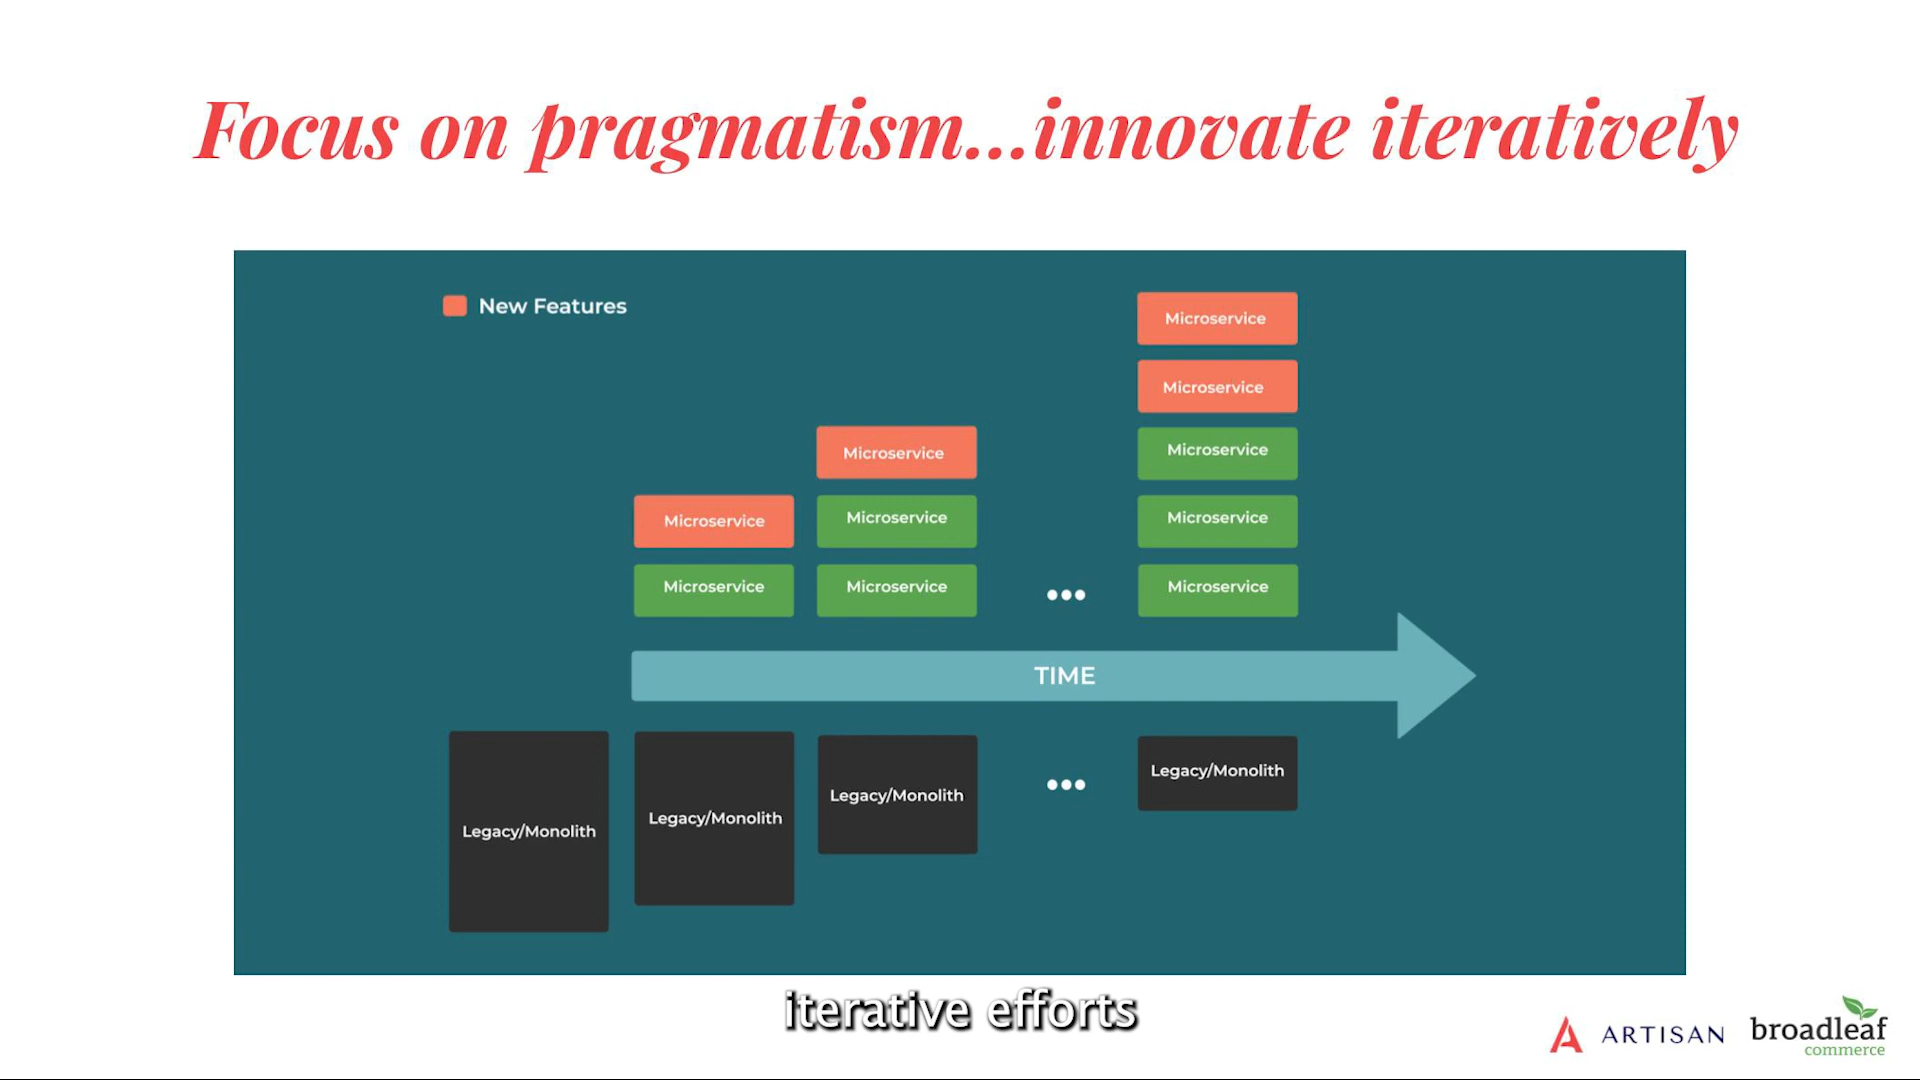 Focus on pragmatism...innovate iteratively
New Features
Microservice
Microservice
Microservice
Microservice
Microservice
Microservice
Microservice
Microservice
Microservice
Microservice
TIME
Legacy/Monolith
Legacy/Monolith
Legacy/Monolith
Legacy/Monolith
iterative efforts
ARTISAN
broadleaf
commerce